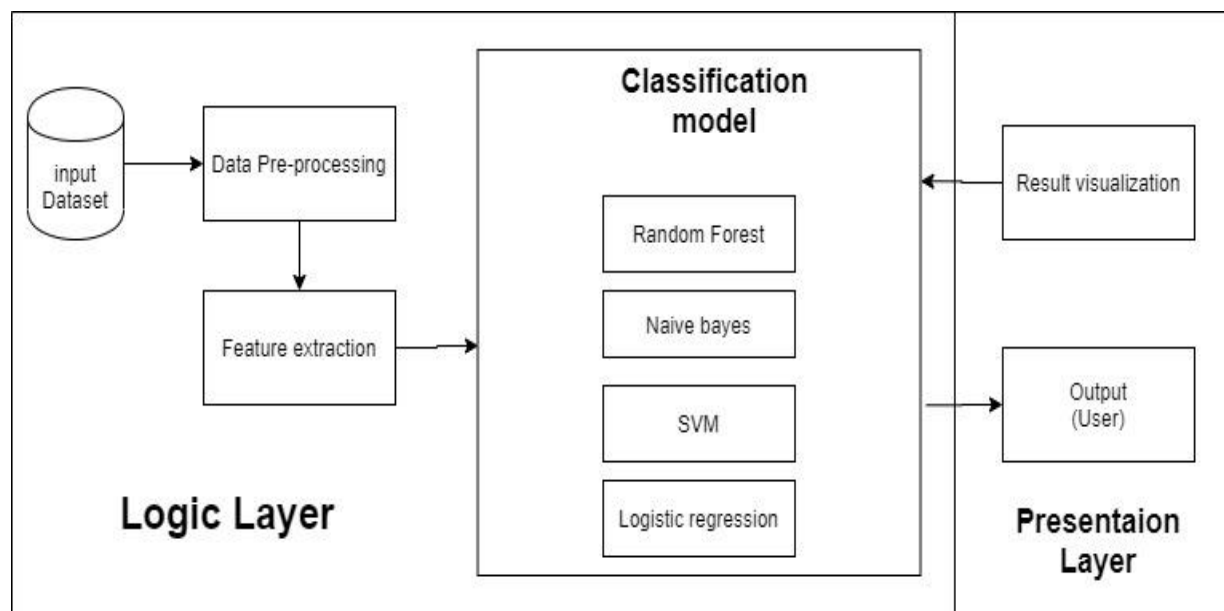 input
Dataset
Data Pre-processing
Feature extraction
Logic Layer
Classification
model
Random Forest
Naive bayes
SVM
Logistic regression
Result visualization
Output
(User)
Presentaion
Layer